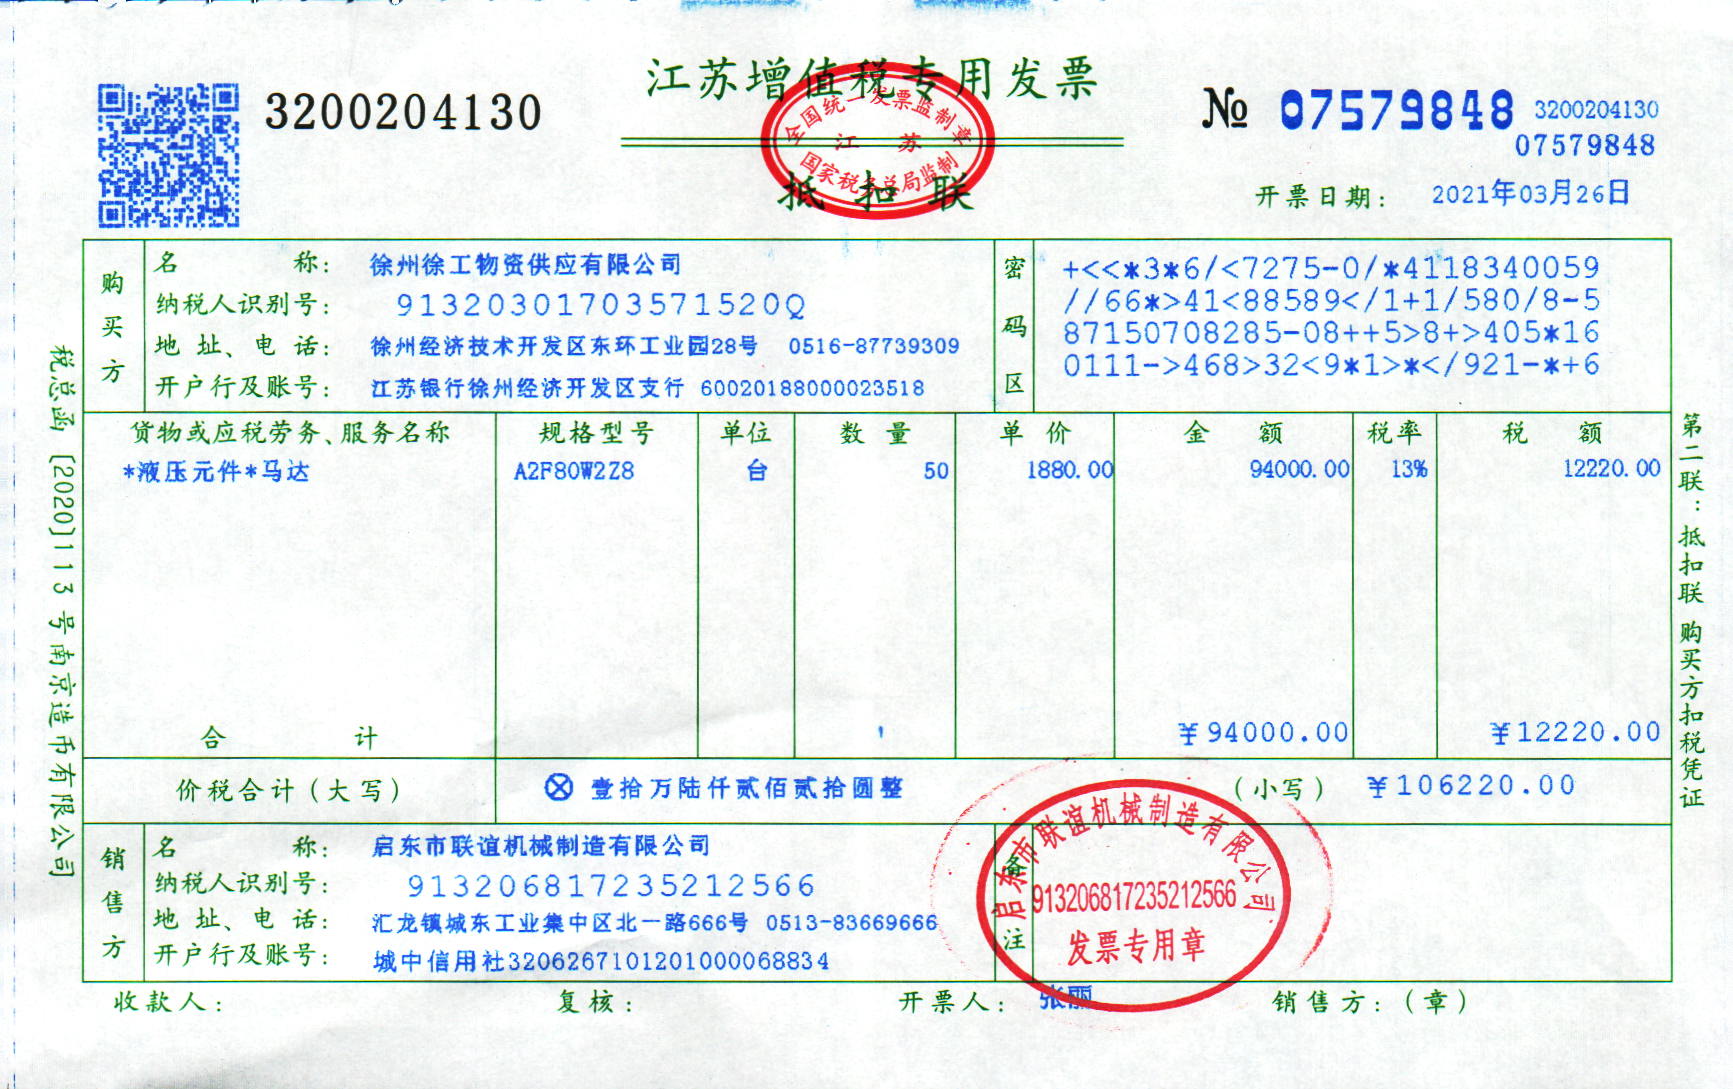 江苏增值税专用发票
3200204130
№ 07579848
3200204130
07579848
全国统一发票监制章
江苏
国家税务总局监制
抵扣联
开票日期: 2021年03月26日
购买方
名称: 徐州徐工物资供应有限公司
纳税人识别号: 91320301703571520Q
地址、电话: 徐州经济技术开发区东环工业园28号 0516-87739309
开户行及账号: 江苏银行徐州经济开发区支行 60020188000023518
密码区
+<<*3*6/<7275-0/*4118340059
//66*>41<88589</1+1/580/8-5
87150708285-08++5>8+>405*16
0111->468>32<9*1>*</921-*+6
货物或应税劳务、服务名称 规格型号 单位 数量 单价 金额 税率 税额
*液压元件*马达 A2F80W2Z8 台 50 1880.00 94000.00 13% 12220.00
合计 ¥94000.00 ¥12220.00
价税合计(大写) ⊗壹拾万陆仟贰佰贰拾圆整 (小写) ¥106220.00
销售方
名称: 启东市联谊机械制造有限公司
纳税人识别号: 913206817235212566
地址、电话: 汇龙镇城东工业集中区北一路666号 0513-83669666
开户行及账号: 城中信用社3206267101201000068834
备注
启东市联谊机械制造有限公司
913206817235212566
发票专用章
收款人: 复核: 开票人: 张丽 销售方:(章)
税总函[2020]113号南京造币有限公司
第二联:抵扣联 购买方扣税凭证